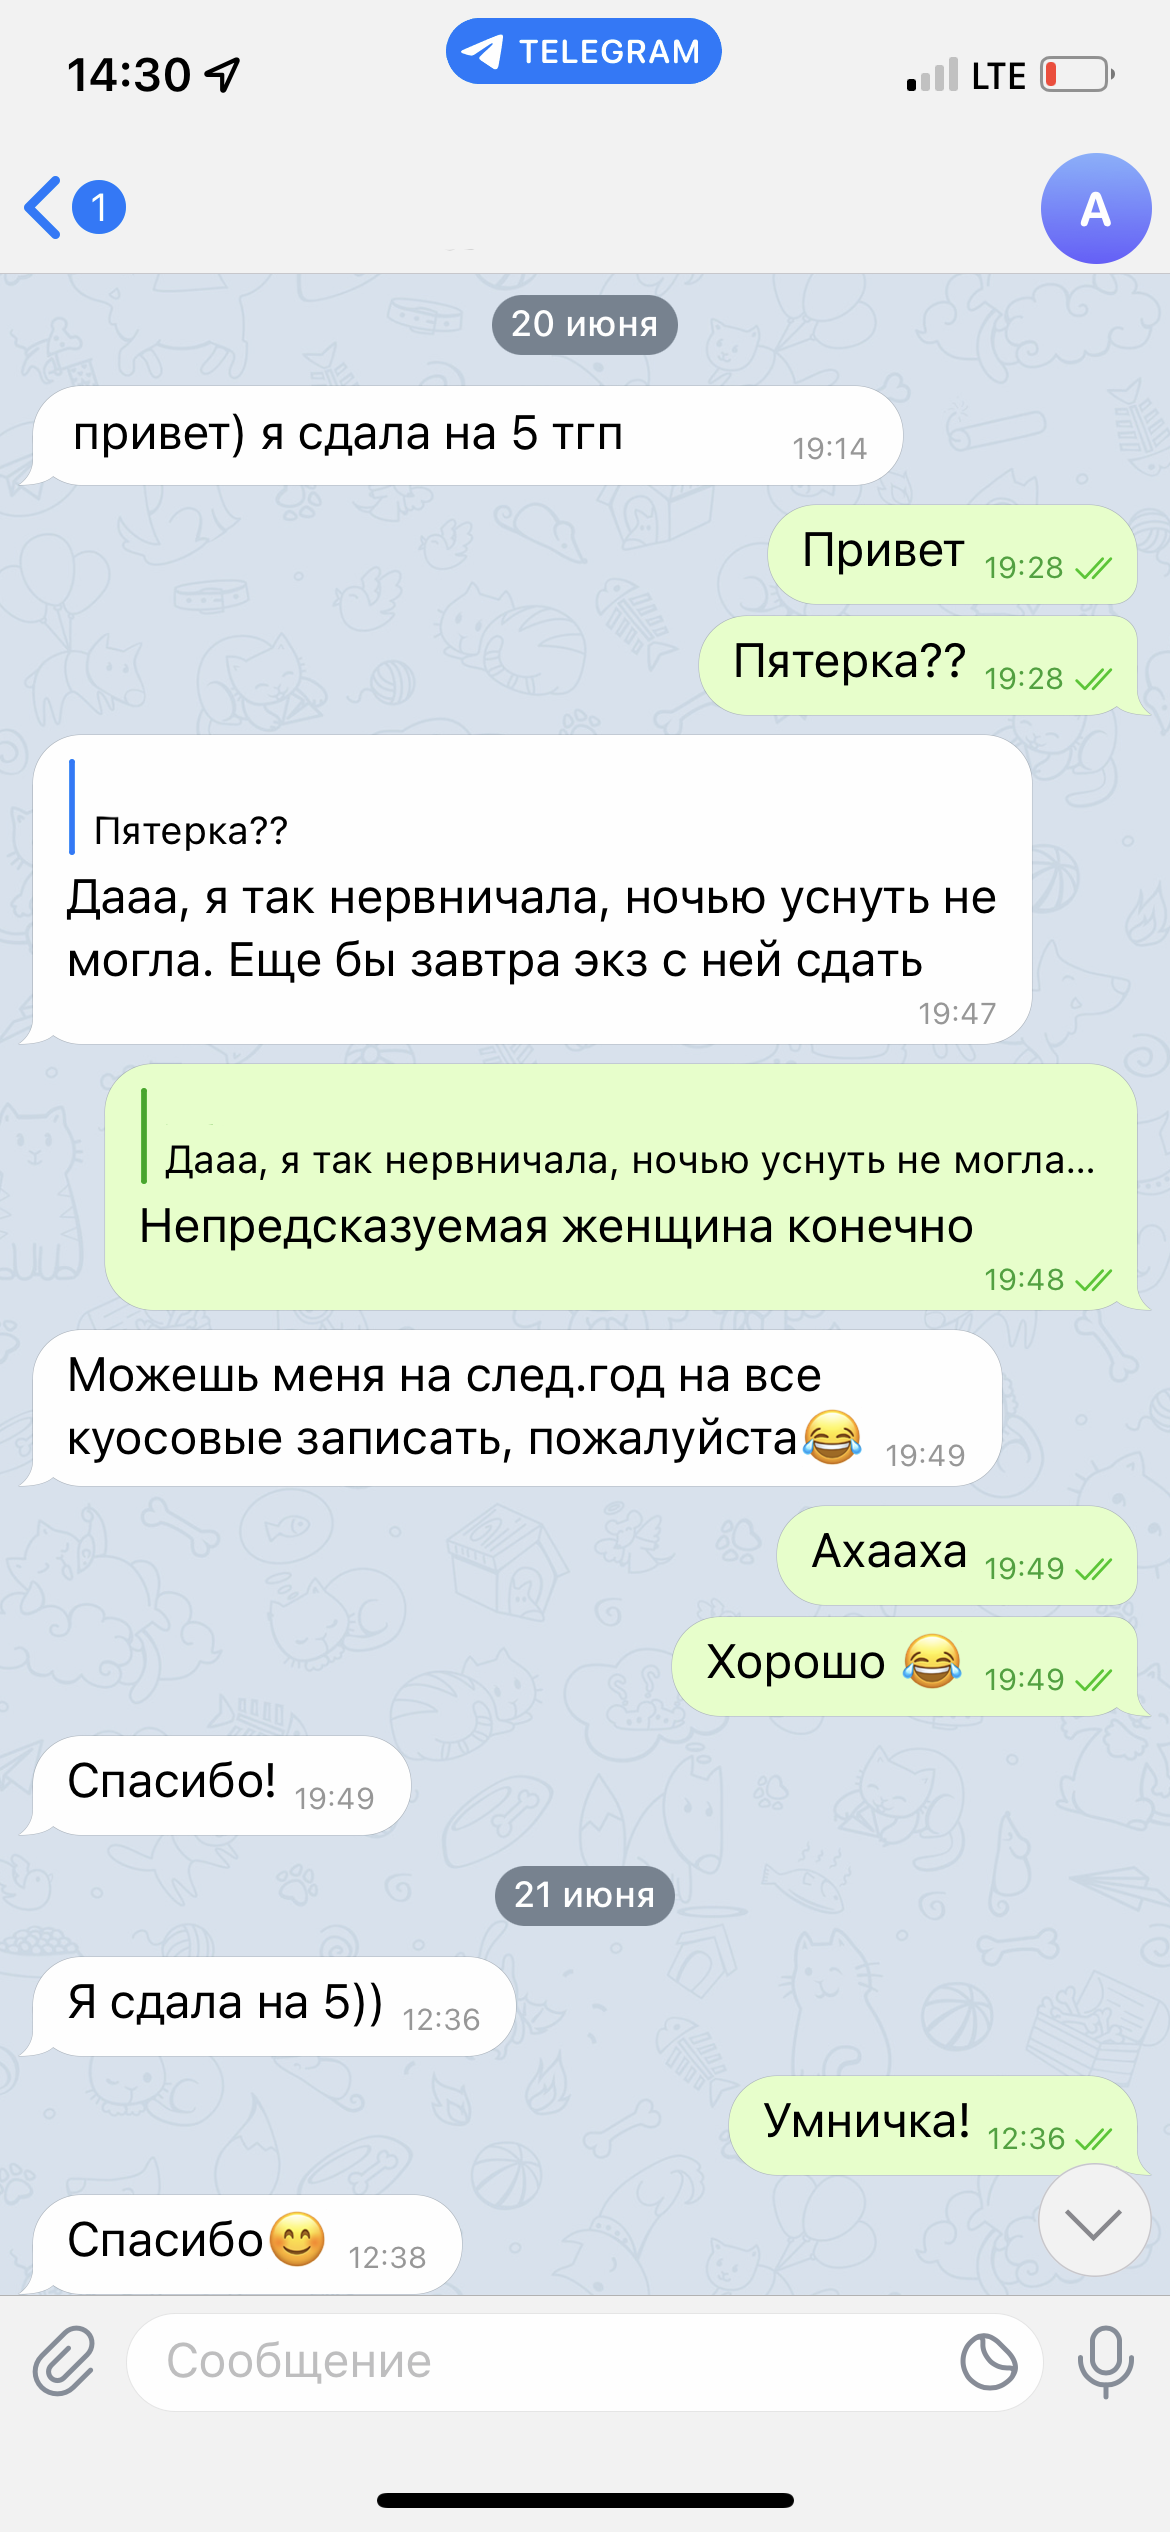 14:30
TELEGRAM
LTE
1
A
20 июня
привет) я сдала на 5 тгп
19:14
Привет 19:28
Пятерка?? 19:28
Пятерка??
Дааа, я так нервничала, ночью уснуть не
могла. Еще бы завтра экз с ней сдать
19:47
Дааа, я так нервничала, ночью уснуть не могла...
Непредсказуемая женщина конечно
19:48
Можешь меня на след.год на все
куосовые записать, пожалуйста😂 19:49
Ахааха 19:49
Хорошо 😂 19:49
Спасибо! 19:49
21 июня
Я сдала на 5)) 12:36
Умничка! 12:36
Спасибо😊 12:38
Сообщение